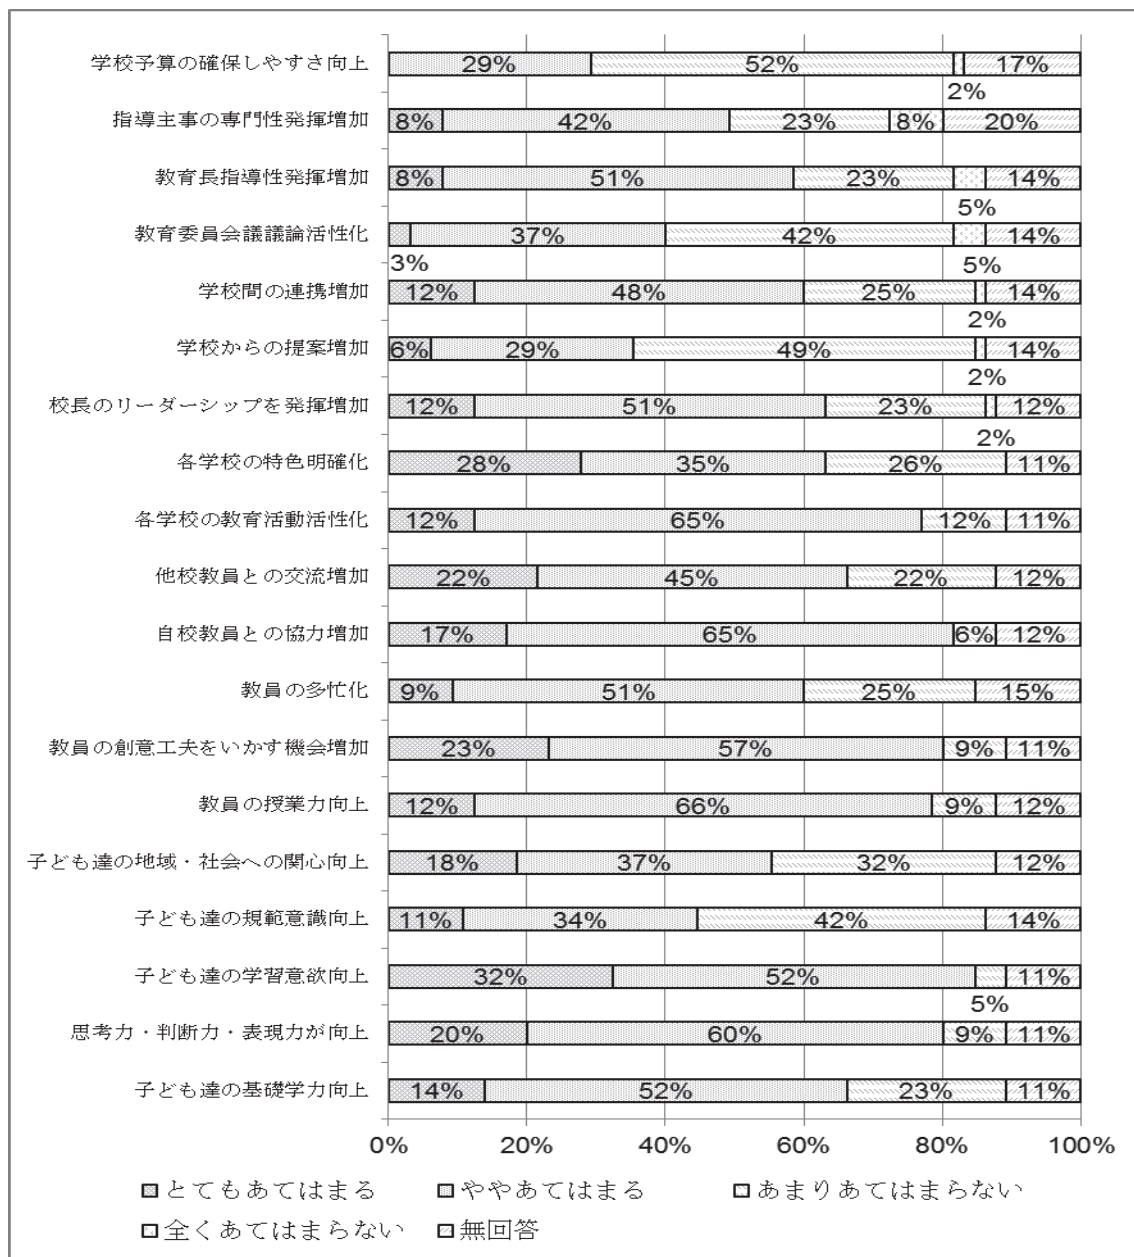 学校予算の確保しやすさ向上 29% 52% 17%
2%
指導主事の専門性発揮増加 8% 42% 23% 8% 20%
教育長指導性発揮増加 8% 51% 23% 14%
5%
教育委員会議議論活性化 37% 42% 14%
3% 5%
学校間の連携増加 12% 48% 25% 14%
2%
学校からの提案増加 6% 29% 49% 14%
2%
校長のリーダーシップを発揮増加 12% 51% 23% 12%
2%
各学校の特色明確化 28% 35% 26% 11%
各学校の教育活動活性化 12% 65% 12% 11%
他校教員との交流増加 22% 45% 22% 12%
自校教員との協力増加 17% 65% 6% 12%
教員の多忙化 9% 51% 25% 15%
教員の創意工夫をいかす機会増加 23% 57% 9% 11%
教員の授業力向上 12% 66% 9% 12%
子ども達の地域・社会への関心向上 18% 37% 32% 12%
子ども達の規範意識向上 11% 34% 42% 14%
子ども達の学習意欲向上 32% 52% 11%
5%
思考力・判断力・表現力が向上 20% 60% 9% 11%
子ども達の基礎学力向上 14% 52% 23% 11%
0% 20% 40% 60% 80% 100%
とてもあてはまる ややあてはまる あまりあてはまらない
全くあてはまらない 無回答